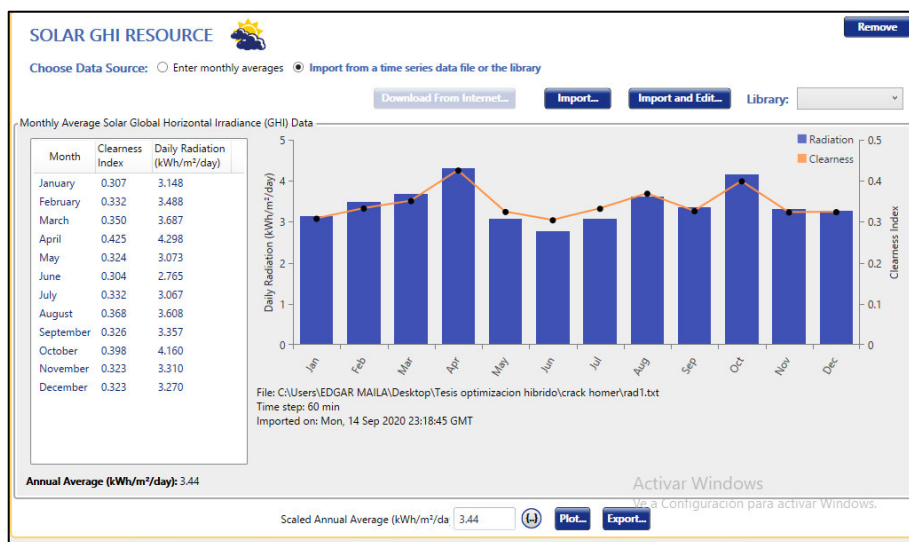 SOLAR GHI RESOURCE
Remove
Choose Data Source: Enter monthly averages Import from a time series data file or the library
Download From Internet... Import... Import and Edit... Library:
Monthly Average Solar Global Horizontal Irradiance (GHI) Data
Month Clearness Index Daily Radiation (kWh/m²/day)
January 0.307 3.148
February 0.332 3.488
March 0.350 3.687
April 0.425 4.298
May 0.324 3.073
June 0.304 2.765
July 0.332 3.067
August 0.368 3.608
September 0.326 3.357
October 0.398 4.160
November 0.323 3.310
December 0.323 3.270
Radiation
Clearness
Daily Radiation (kWh/m²/day)
5
4
3
2
1
0
0.5
0.4
0.3
0.2
0.1
0
Clearness Index
Jan Feb Mar Apr May Jun Jul Aug Sep Oct Nov Dec
File: C:\Users\EDGAR MAILA\Desktop\Tesis optimizacion hibrido\crack homer\rad1.txt
Time step: 60 min
Imported on: Mon, 14 Sep 2020 23:18:45 GMT
Annual Average (kWh/m²/day): 3.44
Activar Windows
Ve a Configuración para activar Windows.
Scaled Annual Average (kWh/m²/da 3.44 {..} Plot... Export...